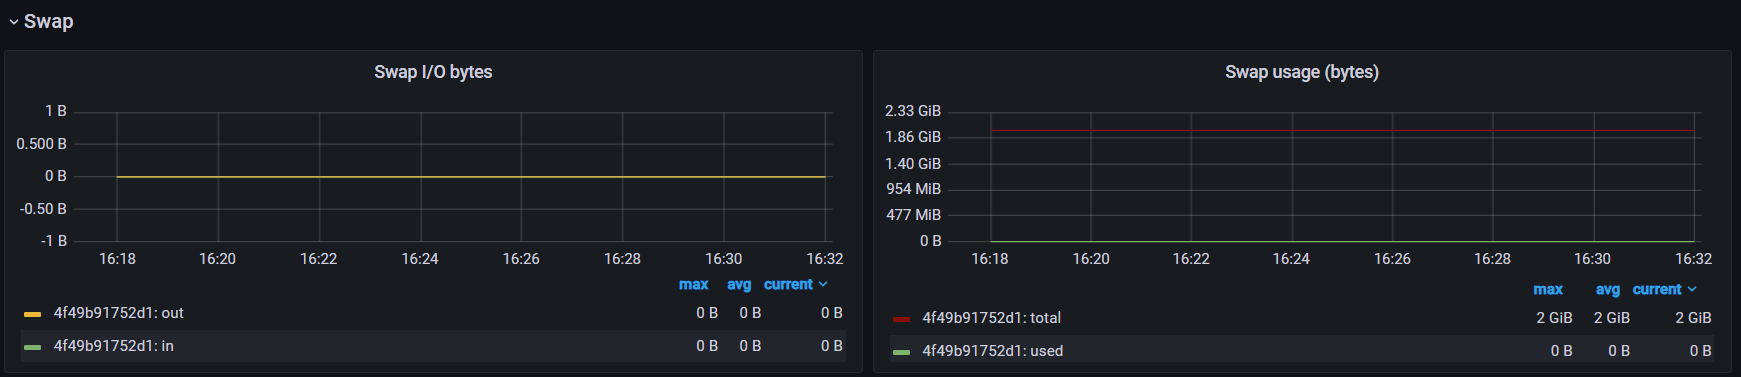 Swap
Swap I/O bytes
1 B
0.500 B
0 B
-0.50 B
-1 B
16:18 16:20 16:22 16:24 16:26 16:28 16:30 16:32
max avg current
4f49b91752d1: out 0 B 0 B 0 B
4f49b91752d1: in 0 B 0 B 0 B
Swap usage (bytes)
2.33 GiB
1.86 GiB
1.40 GiB
954 MiB
477 MiB
0 B
16:18 16:20 16:22 16:24 16:26 16:28 16:30 16:32
max avg current
4f49b91752d1: total 2 GiB 2 GiB 2 GiB
4f49b91752d1: used 0 B 0 B 0 B